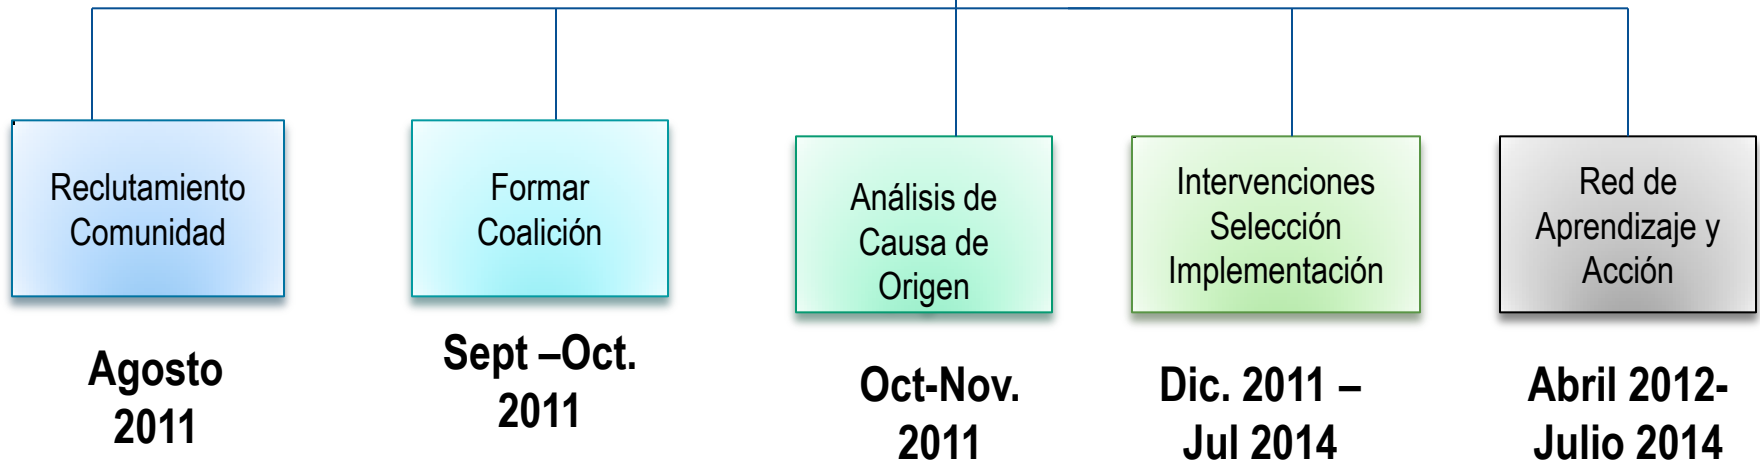 Reclutamiento
Comunidad
Formar
Coalición
Análisis de
Causa de
Origen
Intervenciones
Selección
Implementación
Red de
Aprendizaje y
Acción
Agosto
2011
Sept –Oct.
2011
Oct-Nov.
2011
Dic. 2011 –
Jul 2014
Abril 2012-
Julio 2014